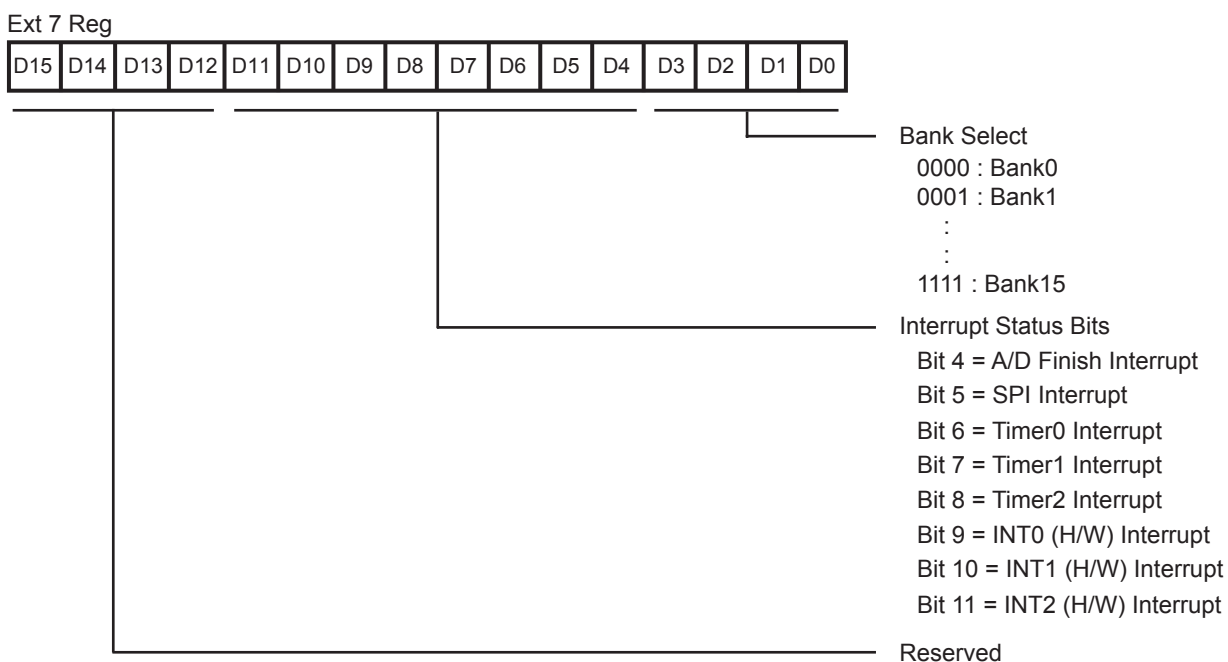 Ext 7 Reg
D15 D14 D13 D12 D11 D10 D9 D8 D7 D6 D5 D4 D3 D2 D1 D0
Bank Select
0000 : Bank0
0001 : Bank1
:
:
1111 : Bank15
Interrupt Status Bits
Bit 4 = A/D Finish Interrupt
Bit 5 = SPI Interrupt
Bit 6 = Timer0 Interrupt
Bit 7 = Timer1 Interrupt
Bit 8 = Timer2 Interrupt
Bit 9 = INT0 (H/W) Interrupt
Bit 10 = INT1 (H/W) Interrupt
Bit 11 = INT2 (H/W) Interrupt
Reserved